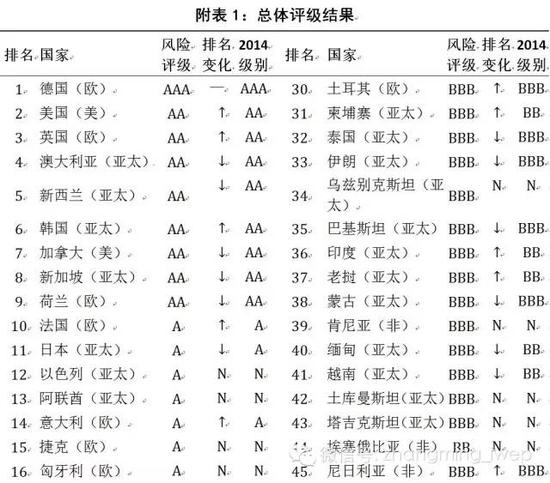 附表 1：总体评级结果
排名 国家 风险评级 排名变化 2014级别 排名 国家 风险评级 排名变化 2014级别
1 德国（欧） AAA — AAA 30 土耳其（欧） BBB ↑ BBB
2 美国（美） AA ↑ AA 31 柬埔寨（亚太） BBB ↑ BB
3 英国（欧） AA ↑ AA 32 泰国（亚太） BBB ↓ BBB
4 澳大利亚（亚太） AA ↓ AA 33 伊朗（亚太） BBB ↓ BBB
5 新西兰（亚太） AA ↓ AA 34 乌兹别克斯坦（亚太） BBB N N
6 韩国（亚太） AA ↑ AA 35 巴基斯坦（亚太） BBB ↓ BBB
7 加拿大（美） AA ↓ AA 36 印度（亚太） BBB ↑ BB
8 新加坡（亚太） AA ↓ AA 37 老挝（亚太） BBB ↑ BB
9 荷兰（欧） AA ↓ AA 38 蒙古（亚太） BBB ↓ BBB
10 法国（欧） A ↑ A 39 肯尼亚（非） BBB N N
11 日本（亚太） A ↓ A 40 缅甸（亚太） BBB ↓ BB
12 以色列（亚太） A N N 41 越南（亚太） BBB ↓ BB
13 阿联酋（亚太） A N N 42 土库曼斯坦(亚太) BBB N N
14 意大利（欧） A ↑ A 43 塔吉克斯坦(亚太) BBB N N
15 捷克（欧） A N N 44 埃塞俄比亚（非） BB N N
16 匈牙利（欧） A N N 45 尼日利亚（非） BBB ↑ BBB
微信号: zhangming_iwep